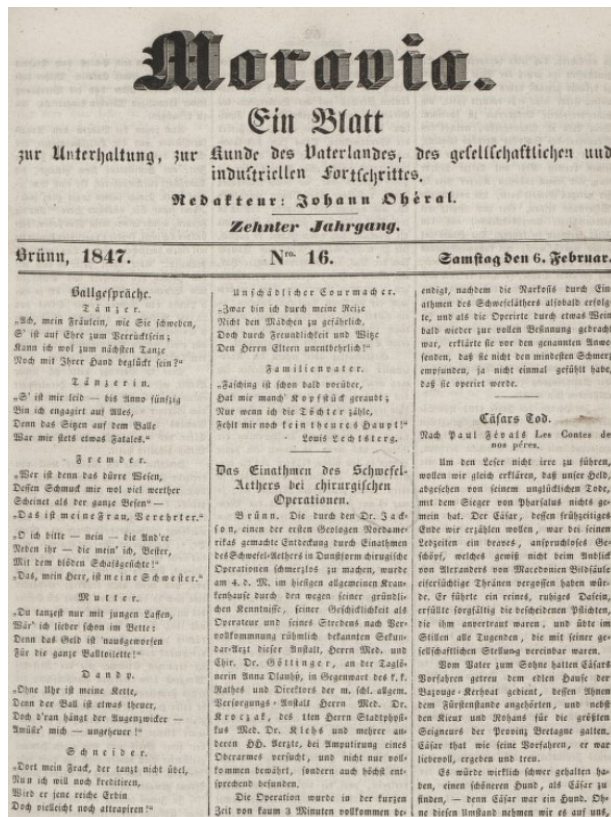 Moravia.
Ein Blatt
zur Unterhaltung, zur Kunde des Vaterlandes, des gesellschaftlichen und
industriellen Fortschrittes.
Redakteur: Johann Ohéral.
Zehnter Jahrgang.
Brünn, 1847.
Nro. 16.
Samstag den 6. Februar.
Ballgespräche.
Tänzer.
„Ach, mein Fräulein, wie Sie schweben,
S' ist auf Ehre zum Verrücktsein;
Kann ich wol zum nächsten Tanze
Noch mit Ihrer Hand beglückt sein?“
Tänzerin.
„S' ist mir leid — bis Anno fünfzig
Bin ich engagirt auf Alles,
Denn das Sitzen auf dem Balle
War mir stets etwas Fatales.“
Fremder.
„Wer ist denn das dürre Wesen,
Dessen Schmuck mir wol viel werther
Scheinet als der ganze Besen“ —
„Das ist meine Frau, Verehrter.“
„O ich bitte — nein — die And're
Neben ihr — die mein' ich, Bester,
Mit dem blöden Schafsgesichte!“
„Das, mein Herr, ist meine Schwester.“
Mutter.
„Du tanzest nur mit jungen Laffen,
Wär' ich lieber schon im Bette:
Denn das Geld ist 'nausgeworfen
Für die ganze Balltoilette!“
Dandy.
„Ohne Uhr ist meine Kette,
Denn der Ball ist etwas theuer,
Doch d'ran hängt der Augenzwicker —
Amüsir' mich — ungeheuer!“
Schneider.
„Dort mein Frack, der tanzt nicht übel,
Nun ich will noch kreditiren,
Wird er jene reiche Erbin
Doch vielleicht noch attrapiren!“
Unschädlicher Courmacher.
„Zwar bin ich durch meine Reize
Nicht den Mädchen zu gefährlich,
Doch durch Freundlichkeit und Witze
Den Herren Eltern unentbehrlich!“
Familienvater.
„Fasching ist schon bald vorüber,
Hat mir manch' Kopfstück geraubt;
Nur wenn ich die Töchter zähle,
Fehlt mir noch kein theures Haupt!“
Louis Lechtsterg.
Das Einathmen des Schwefel-
Aethers bei chirurgischen
Operationen.
Brünn. Die durch den Dr. Jack-
son, einen der ersten Geologen Nordame-
rikas gemachte Entdeckung durch Einathmen
des Schwefel-Aethers in Dunstform chirurgische
Operationen schmerzlos zu machen, wurde
am 4. d. M. im hiesigen allgemeinen Kran-
kenhause durch den wegen seiner gründli-
chen Kenntnisse, seiner Geschicklichkeit als
Operateur und seines Strebens nach Ver-
vollkommnung rühmlich bekannten Sekun-
dar-Arzt dieser Anstalt, Herrn Med. und
Chir. Dr. Göttinger, an der Taglö-
nerin Anna Dlauhy, in Gegenwart des k. k.
Rathes und Direktors der m. schl. allgem.
Versorgungs-Anstalt Herrn Med. Dr.
Kroczak, des 1ten Herrn Stadtphysi-
kus Med. Dr. Klehs und mehrer an-
deren HH. Aerzte, bei Amputirung eines
Oberarmes versucht, und nicht nur voll-
kommen bewährt, sondern auch höchst ent-
sprechend befunden.
Die Operation wurde in der kurzen
Zeit von kaum 3 Minuten vollkommen be-
endigt, nachdem die Narkosis durch Ein
athmen des Schwefeläthers alsobald erfolg
te, und als die Operirte durch etwas Wein
bald wieder zur vollen Besinnung gebrach
war, erklärte sie vor den genannten Anwe
senden, daß sie nicht den mindesten Schmerz
empfunden, ja nicht einmal gefühlt habe,
daß sie operirt werde.
Cäsars Tod.
Nach Paul Févals Les Contes de
nos péres.
Um den Leser nicht irre zu führen,
wollen wir gleich erklären, daß unser Held,
abgesehen von seinem unglücklichen Tode,
mit dem Sieger von Pharsalus nichts ge-
mein hat. Der Cäsar, dessen frühzeitiges
Ende wir erzählen wollen, war bei seinen
Lebzeiten ein braves, anspruchloses Ge-
schöpf, welches gewiß nicht beim Anblick
von Alexanders von Macedonien Bildsäule
eifersüchtige Thränen vergossen haben wür-
de. Er führte ein reines, ruhiges Dasein,
erfüllte sorgfältig die bescheidenen Pflichten,
die ihm anvertraut waren, und übte im
Stillen alle Tugenden, die mit seiner ge-
sellschaftlichen Stellung vereinbar waren.
Vom Vater zum Sohne hatten Cäsars
Vorfahren getreu dem edlen Hause der
Bazouge-Kerhoal gedient, dessen Ahnen
dem Fürstenstande angehörten, und nebst
den Rieux und Rohans für die größten
Seigneurs der Provinz Bretagne galten.
Cäsar that wie seine Vorfahren, er war
liebevoll, ergeben und treu.
Es würde wirklich schwer gehalten ha-
ben, einen schöneren Hund, als Cäsar zu
finden, — denn Cäsar war ein Hund. Oh-
ne diesen Umstand nehmen wir es auf uns,